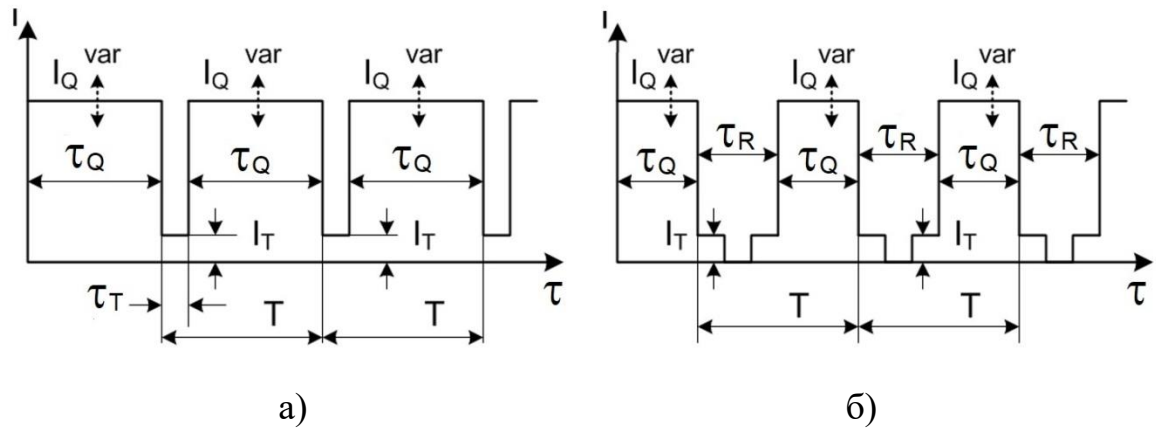 I I
var var var var var var
I_Q I_Q I_Q I_Q I_Q I_Q
τ_R τ_R τ_R
τ_Q τ_Q τ_Q τ_Q τ_Q τ_Q
I_T I_T I_T I_T
τ τ
τ_T T T T T
а) б)